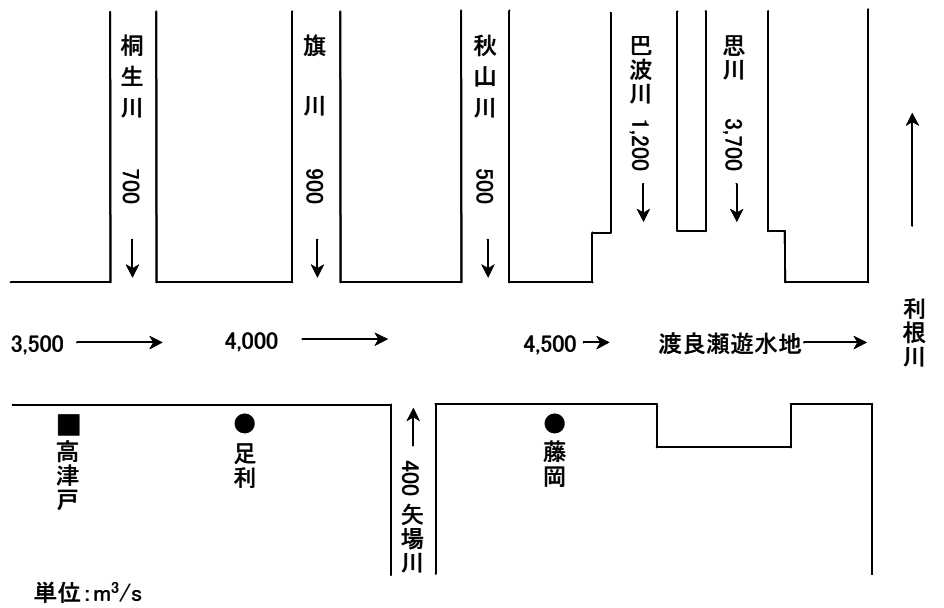 桐生川 700
旗川 900
秋山川 500
巴波川 1,200
思川 3,700
利根川
3,500
4,000
4,500
渡良瀬遊水地
高津戸
足利
藤岡
400 矢場川
単位:m³/s